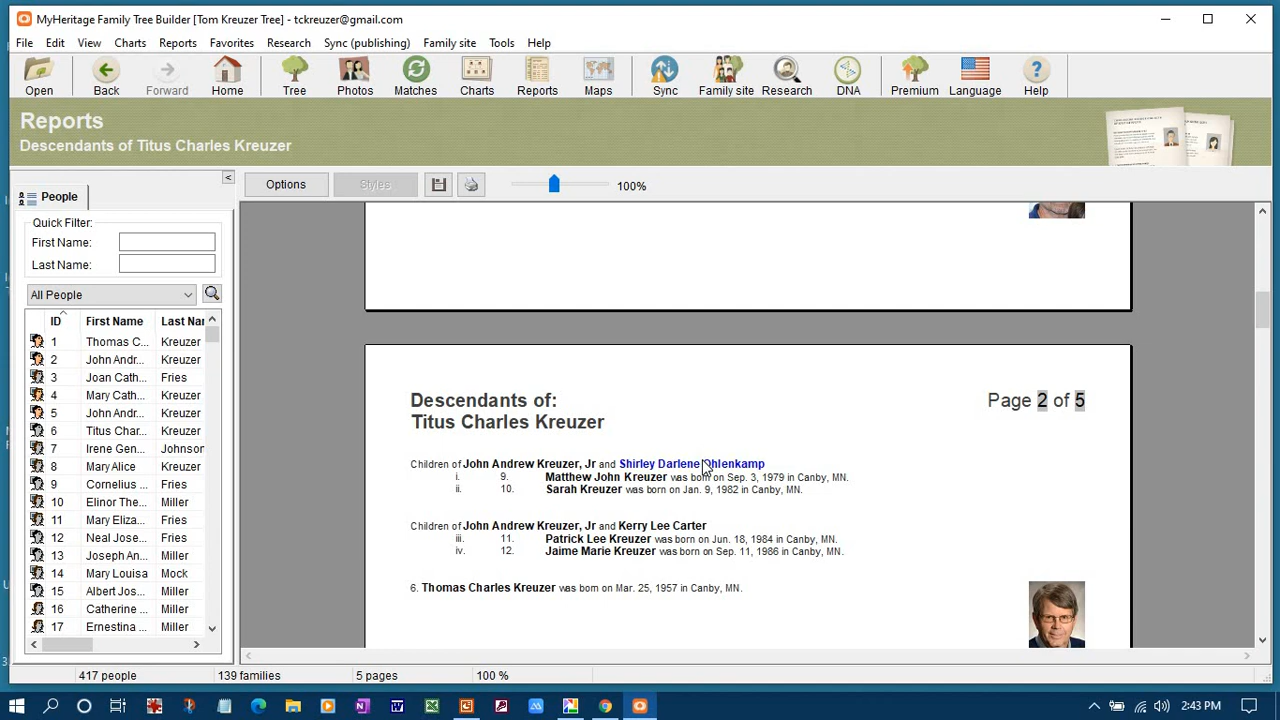 MyHeritage Family Tree Builder [Tom Kreuzer Tree] - tckreuzer@gmail.com
File Edit View Charts Reports Favorites Research Sync (publishing) Family site Tools Help
Open Back Forward Home Tree Photos Matches Charts Reports Maps Sync Family site Research DNA Premium Language Help
Reports
Descendants of Titus Charles Kreuzer
<
People
Options Styles 100%
Quick Filter:
First Name:
Last Name:
All People
ID First Name Last Nar
1 Thomas C... Kreuzer
2 John Andr... Kreuzer
3 Joan Cath... Fries
4 Mary Cath... Kreuzer
5 John Andr... Kreuzer
6 Titus Char... Kreuzer
7 Irene Gen... Johnson
8 Mary Alice Kreuzer
9 Cornelius ... Fries
10 Elinor The... Miller
11 Mary Eliza... Fries
12 Neal Jose... Fries
13 Joseph An... Miller
14 Mary Louisa Mock
15 Albert Jos... Miller
16 Catherine ... Miller
17 Ernestina ... Miller
Descendants of:
Titus Charles Kreuzer
Page 2 of 5
Children of John Andrew Kreuzer, Jr and Shirley Darlene Ohlenkamp
i. 9. Matthew John Kreuzer was born on Sep. 3, 1979 in Canby, MN.
ii. 10. Sarah Kreuzer was born on Jan. 9, 1982 in Canby, MN.
Children of John Andrew Kreuzer, Jr and Kerry Lee Carter
iii. 11. Patrick Lee Kreuzer was born on Jun. 18, 1984 in Canby, MN.
iv. 12. Jaime Marie Kreuzer was born on Sep. 11, 1986 in Canby, MN.
6. Thomas Charles Kreuzer was born on Mar. 25, 1957 in Canby, MN.
417 people 139 families 5 pages 100 %
2:43 PM